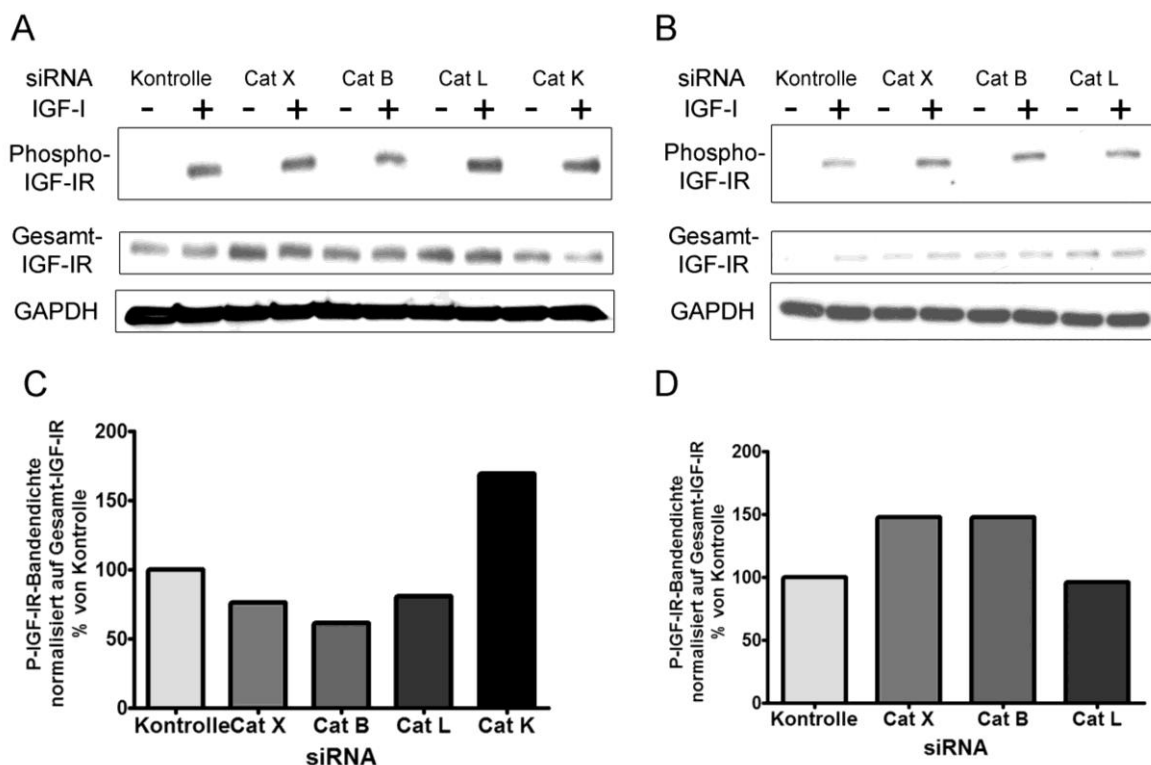 A
siRNA Kontrolle Cat X Cat B Cat L Cat K
IGF-I - + - + - + - + - +
Phospho-
IGF-IR
Gesamt-
IGF-IR
GAPDH
B
siRNA Kontrolle Cat X Cat B Cat L
IGF-I - + - + - + - +
Phospho-
IGF-IR
Gesamt-
IGF-IR
GAPDH
C
P-IGF-IR-Bandendichte
normalisiert auf Gesamt-IGF-IR
% von Kontrolle
200
150
100
50
0
Kontrolle Cat X Cat B Cat L Cat K
siRNA
D
P-IGF-IR-Bandendichte
normalisiert auf Gesamt-IGF-IR
% von Kontrolle
200
150
100
50
0
Kontrolle Cat X Cat B Cat L
siRNA